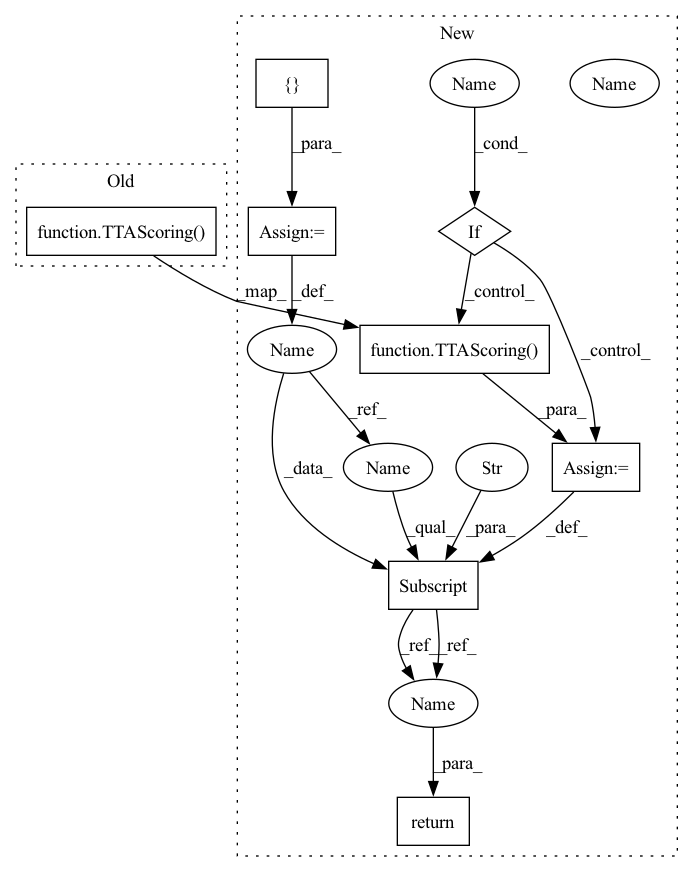 New
{}
Name
Name
_para_
_cond_
Old
function.TTAScoring()
Assign:=
If
_map_
_def_
_control_
_control_
Name
function.TTAScoring()
_ref_
_para_
_data_
Name
Str
Assign:=
_qual_
_para_
_def_
Subscript
_ref_
_ref_
Name
_para_
return